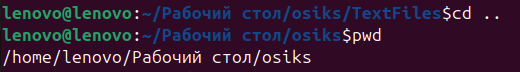 lenovo@lenovo:~/Рабочий стол/osiks/TextFiles$cd ..
lenovo@lenovo:~/Рабочий стол/osiks$pwd
/home/lenovo/Рабочий стол/osiks